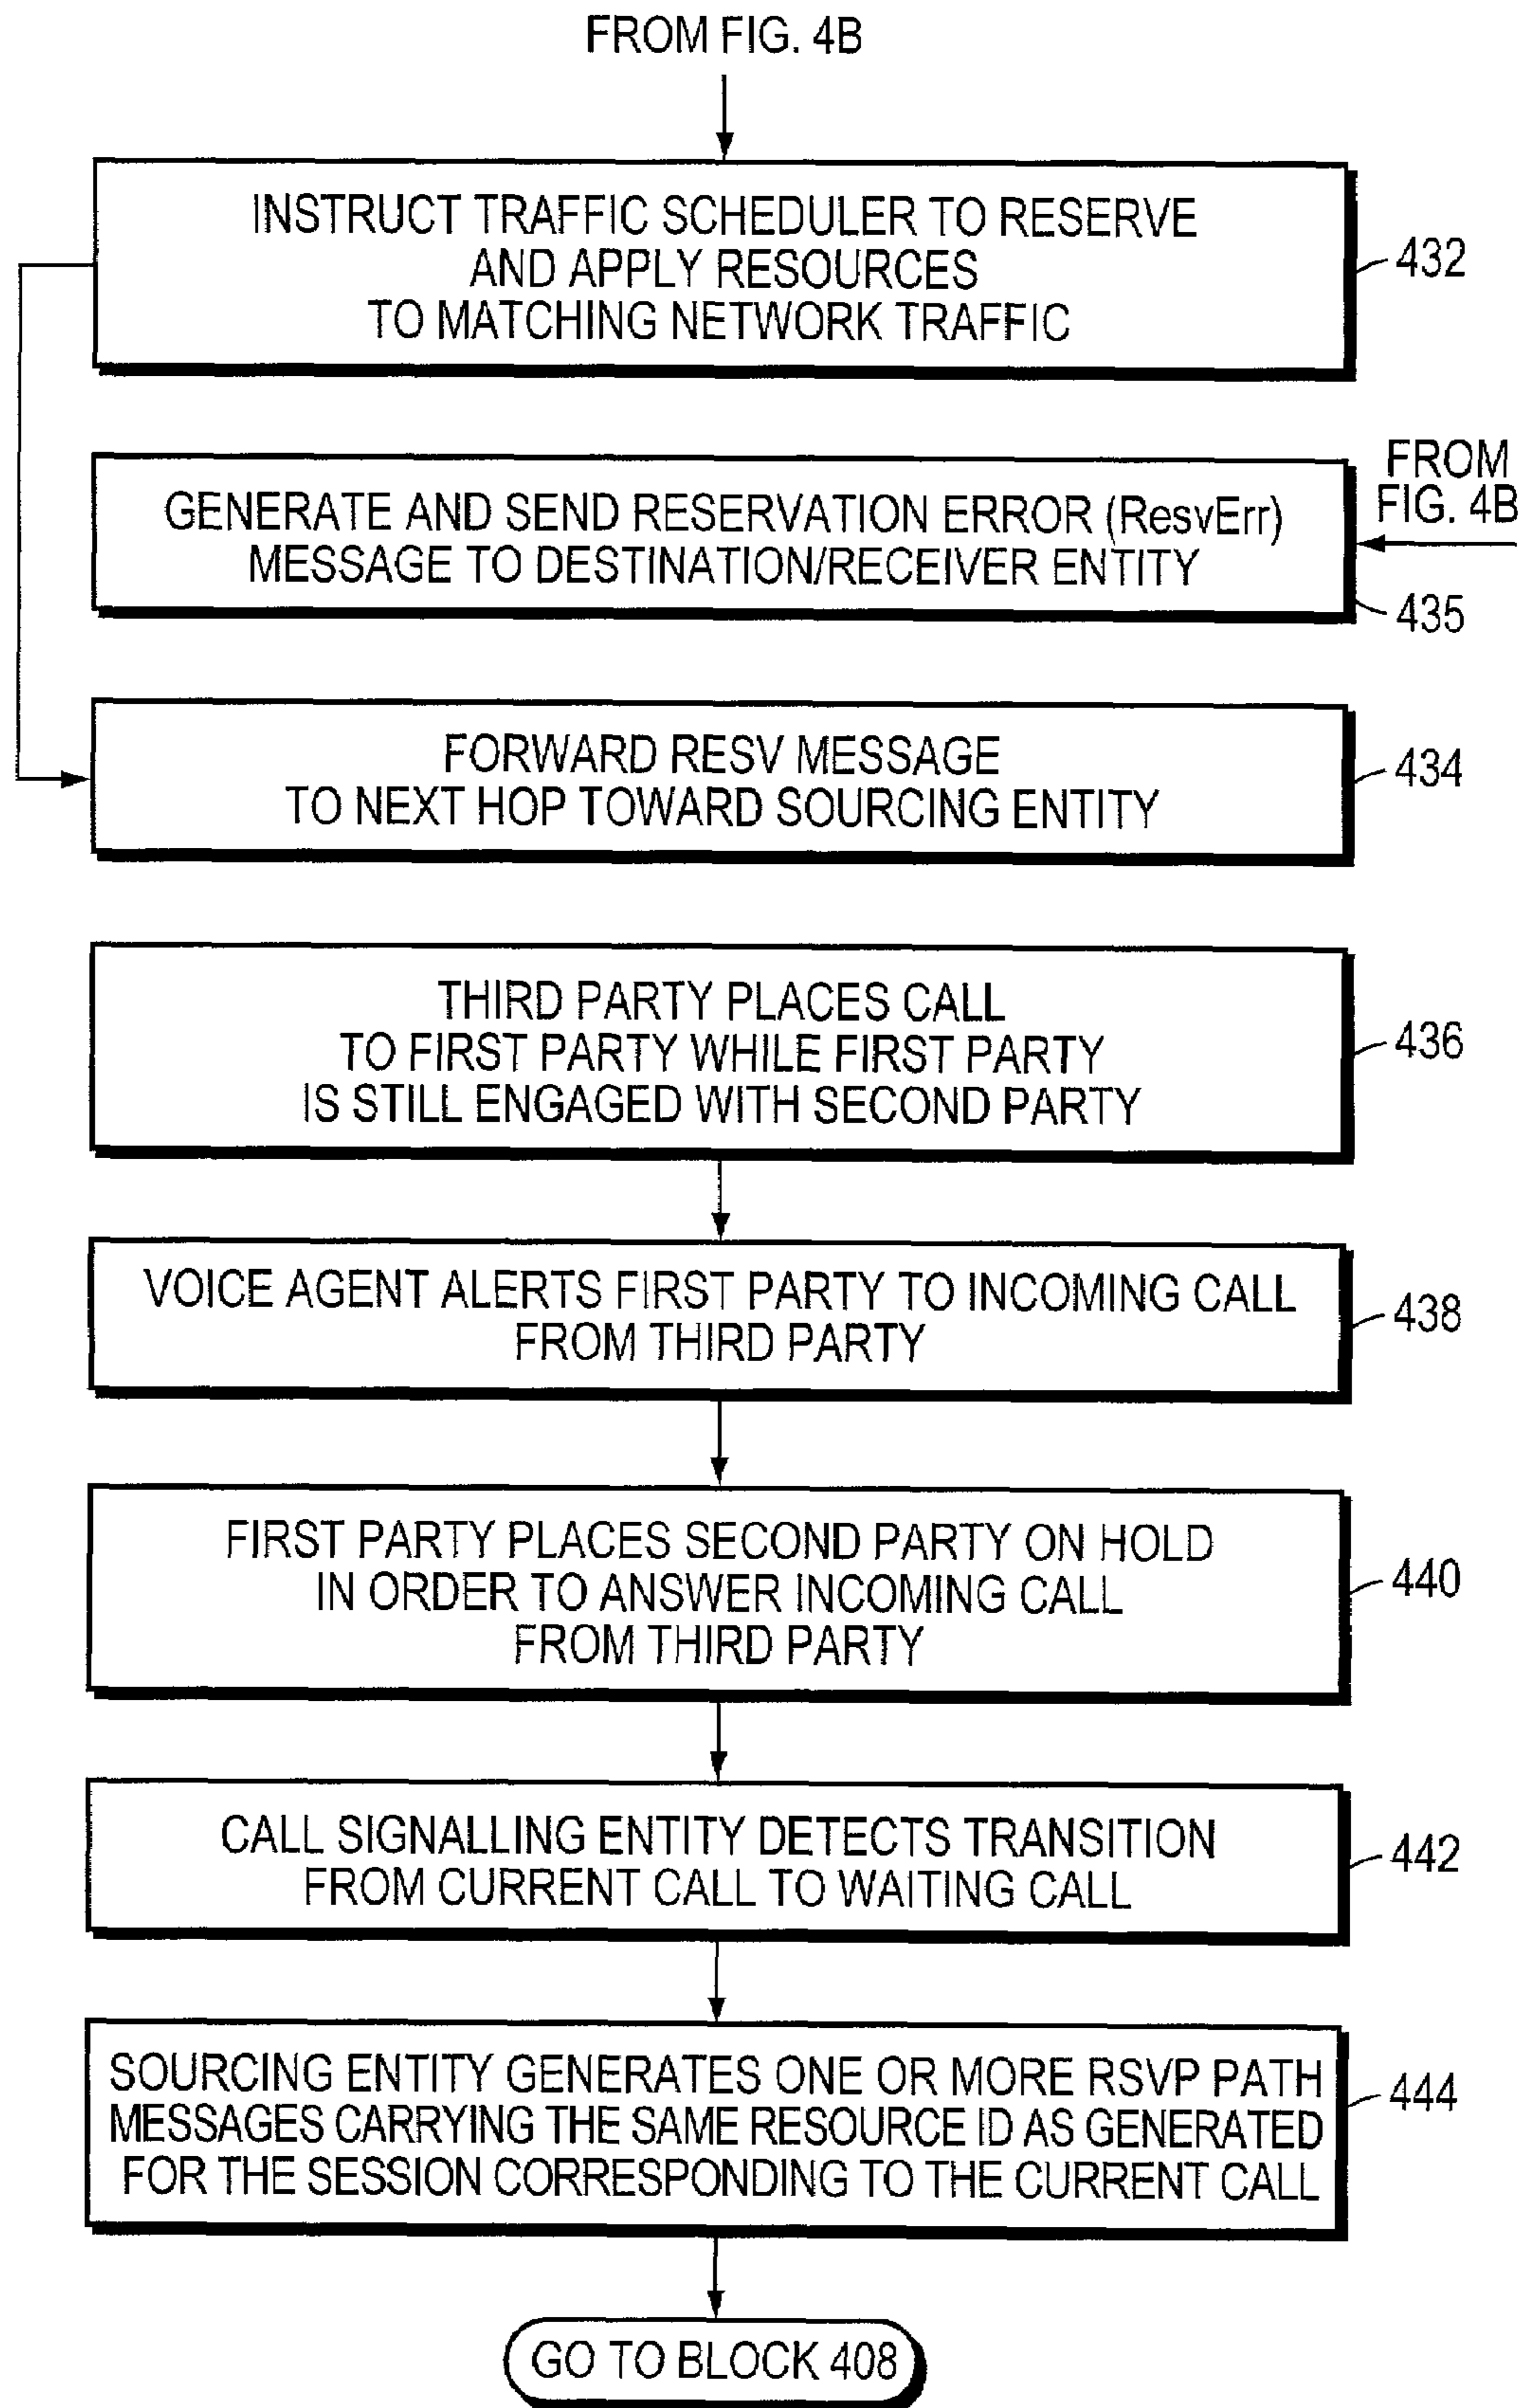 FROM FIG. 4B
INSTRUCT TRAFFIC SCHEDULER TO RESERVE
AND APPLY RESOURCES
TO MATCHING NETWORK TRAFFIC
432
GENERATE AND SEND RESERVATION ERROR (ResvErr)
MESSAGE TO DESTINATION/RECEIVER ENTITY
FROM
FIG. 4B
435
FORWARD RESV MESSAGE
TO NEXT HOP TOWARD SOURCING ENTITY
434
THIRD PARTY PLACES CALL
TO FIRST PARTY WHILE FIRST PARTY
IS STILL ENGAGED WITH SECOND PARTY
436
VOICE AGENT ALERTS FIRST PARTY TO INCOMING CALL
FROM THIRD PARTY
438
FIRST PARTY PLACES SECOND PARTY ON HOLD
IN ORDER TO ANSWER INCOMING CALL
FROM THIRD PARTY
440
CALL SIGNALLING ENTITY DETECTS TRANSITION
FROM CURRENT CALL TO WAITING CALL
442
SOURCING ENTITY GENERATES ONE OR MORE RSVP PATH
MESSAGES CARRYING THE SAME RESOURCE ID AS GENERATED
FOR THE SESSION CORRESPONDING TO THE CURRENT CALL
444
GO TO BLOCK 408